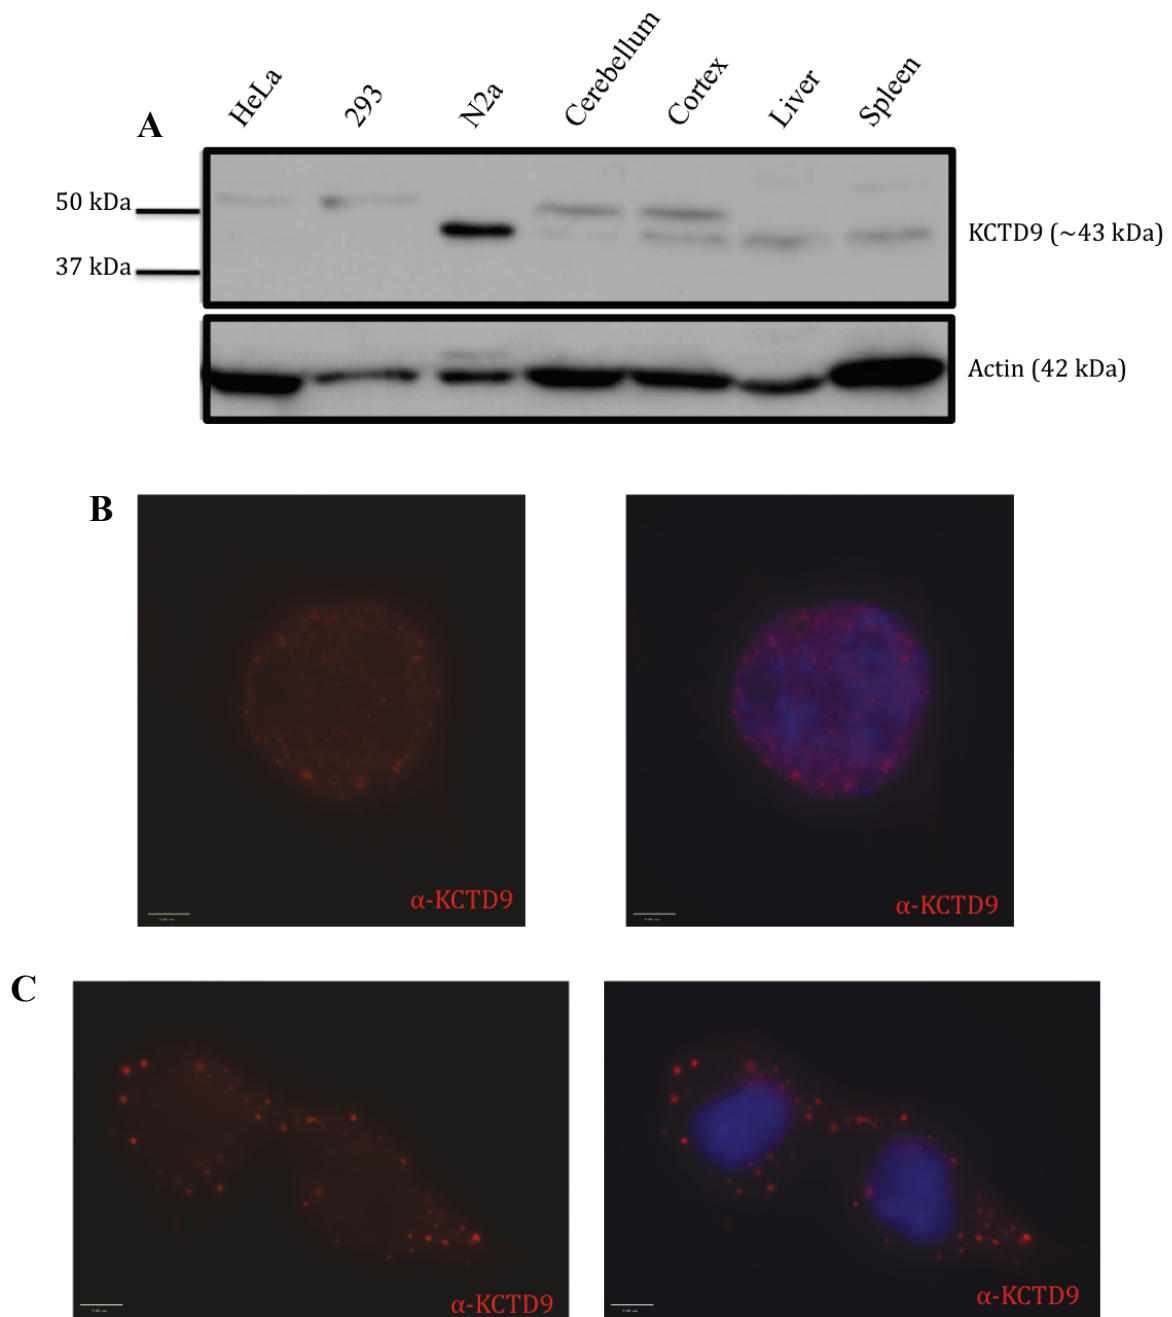 A
HeLa
293
N2a
Cerebellum
Cortex
Liver
Spleen
50 kDa
37 kDa
KCTD9 (~43 kDa)
Actin (42 kDa)
B
α-KCTD9
α-KCTD9
C
α-KCTD9
α-KCTD9